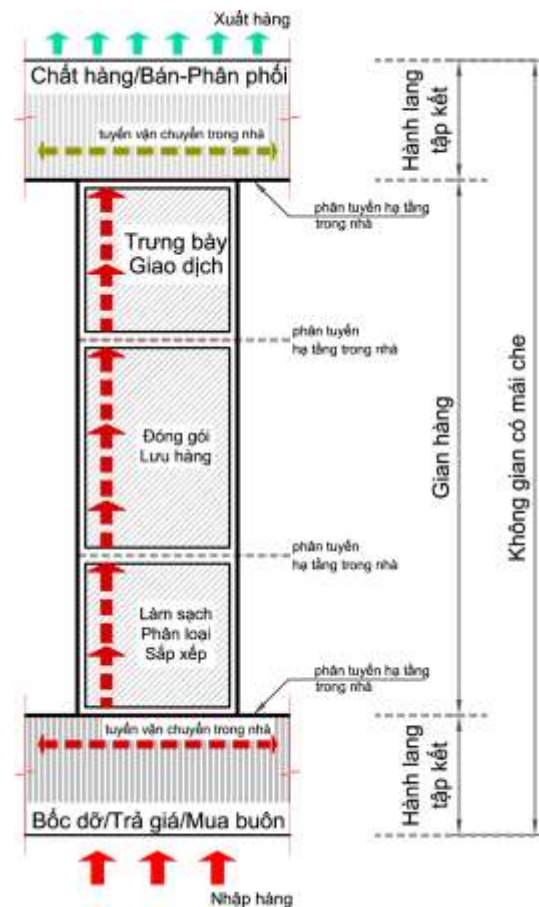 Xuất hàng
Chất hàng/Bán-Phân phối
tuyến vận chuyển trong nhà
Hành lang
tập kết
phân tuyến hạ tầng
trong nhà
Trưng bày
Giao dịch
phân tuyến
hạ tầng trong nhà
Đóng gói
Lưu hàng
Gian hàng
Không gian có mái che
phân tuyến
hạ tầng trong nhà
Làm sạch
Phân loại
Sắp xếp
phân tuyến hạ tầng
trong nhà
tuyến vận chuyển trong nhà
Hành lang
tập kết
Bốc dỡ/Trả giá/Mua buôn
Nhập hàng